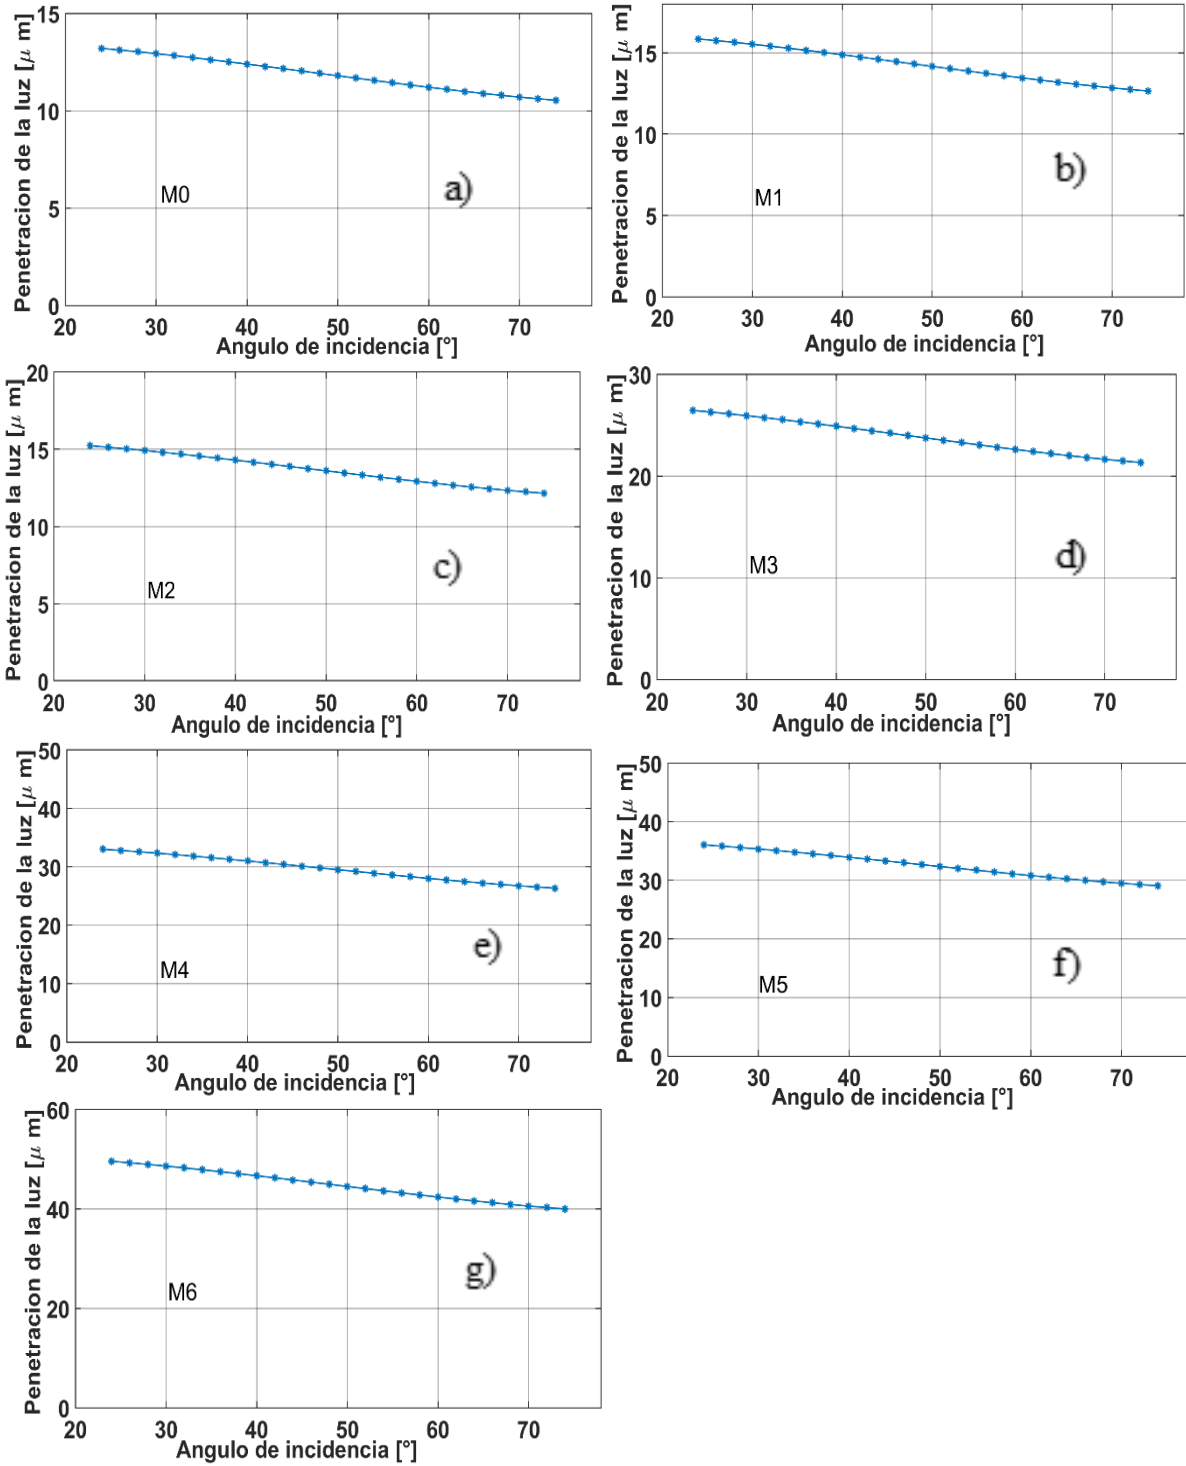 Penetracion de la luz [μ m]
15
10
5
0
M0
a)
20 30 40 50 60 70
Angulo de incidencia [°]
Penetracion de la luz [μ m]
15
10
5
0
M1
b)
20 30 40 50 60 70
Angulo de incidencia [°]
Penetracion de la luz [μ m]
20
15
10
5
0
M2
c)
20 30 40 50 60 70
Angulo de incidencia [°]
Penetracion de la luz [μ m]
30
20
10
0
M3
d)
20 30 40 50 60 70
Angulo de incidencia [°]
Penetracion de la luz [μ m]
50
40
30
20
10
0
M4
e)
20 30 40 50 60 70
Angulo de incidencia [°]
Penetracion de la luz [μ m]
50
40
30
20
10
0
M5
f)
20 30 40 50 60 70
Angulo de incidencia [°]
Penetracion de la luz [μ m]
60
40
20
0
M6
g)
20 30 40 50 60 70
Angulo de incidencia [°]